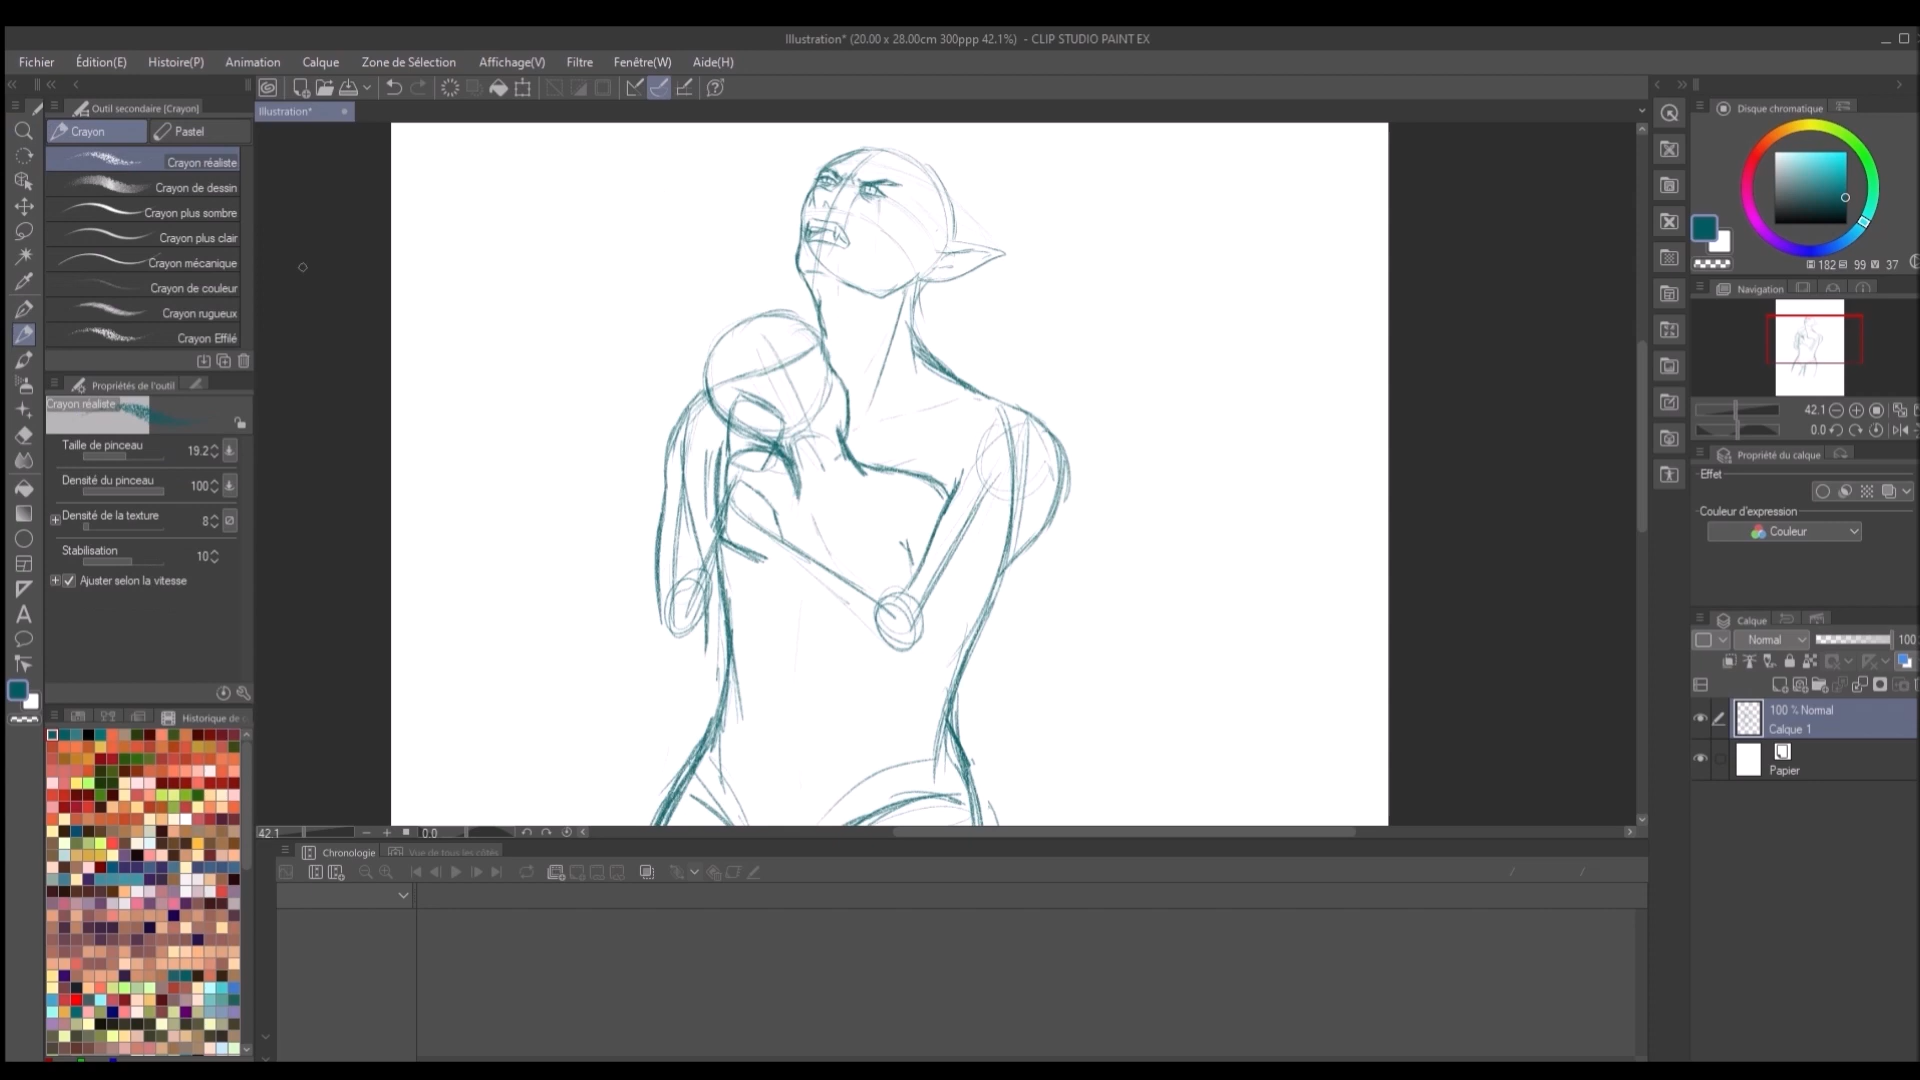 Illustration* (20.00 x 28.00cm 300ppp 42.1%) - CLIP STUDIO PAINT EX
Fichier Édition(E) Histoire(P) Animation Calque Zone de Sélection Affichage(V) Filtre Fenêtre(W) Aide(H)
Outil secondaire [Crayon]
Illustration*
Crayon Pastel
Crayon réaliste
Crayon de dessin
Crayon plus sombre
Crayon plus clair
Crayon mécanique
Crayon de couleur
Crayon rugueux
Crayon Effilé
Propriétés de l'outil
Crayon réaliste
Taille de pinceau 19.2
Densité du pinceau 100
Densité de la texture 8
Stabilisation 10
Ajuster selon la vitesse
Historique de
42.1 0.0
Chronologie Vue de tous les côtés
Disque chromatique
182 99 37
Navigation
42.1
0.0
Propriété du calque
Effet
Couleur d'expression
Couleur
Calque
Normal 100
100 % Normal
Calque 1
Papier